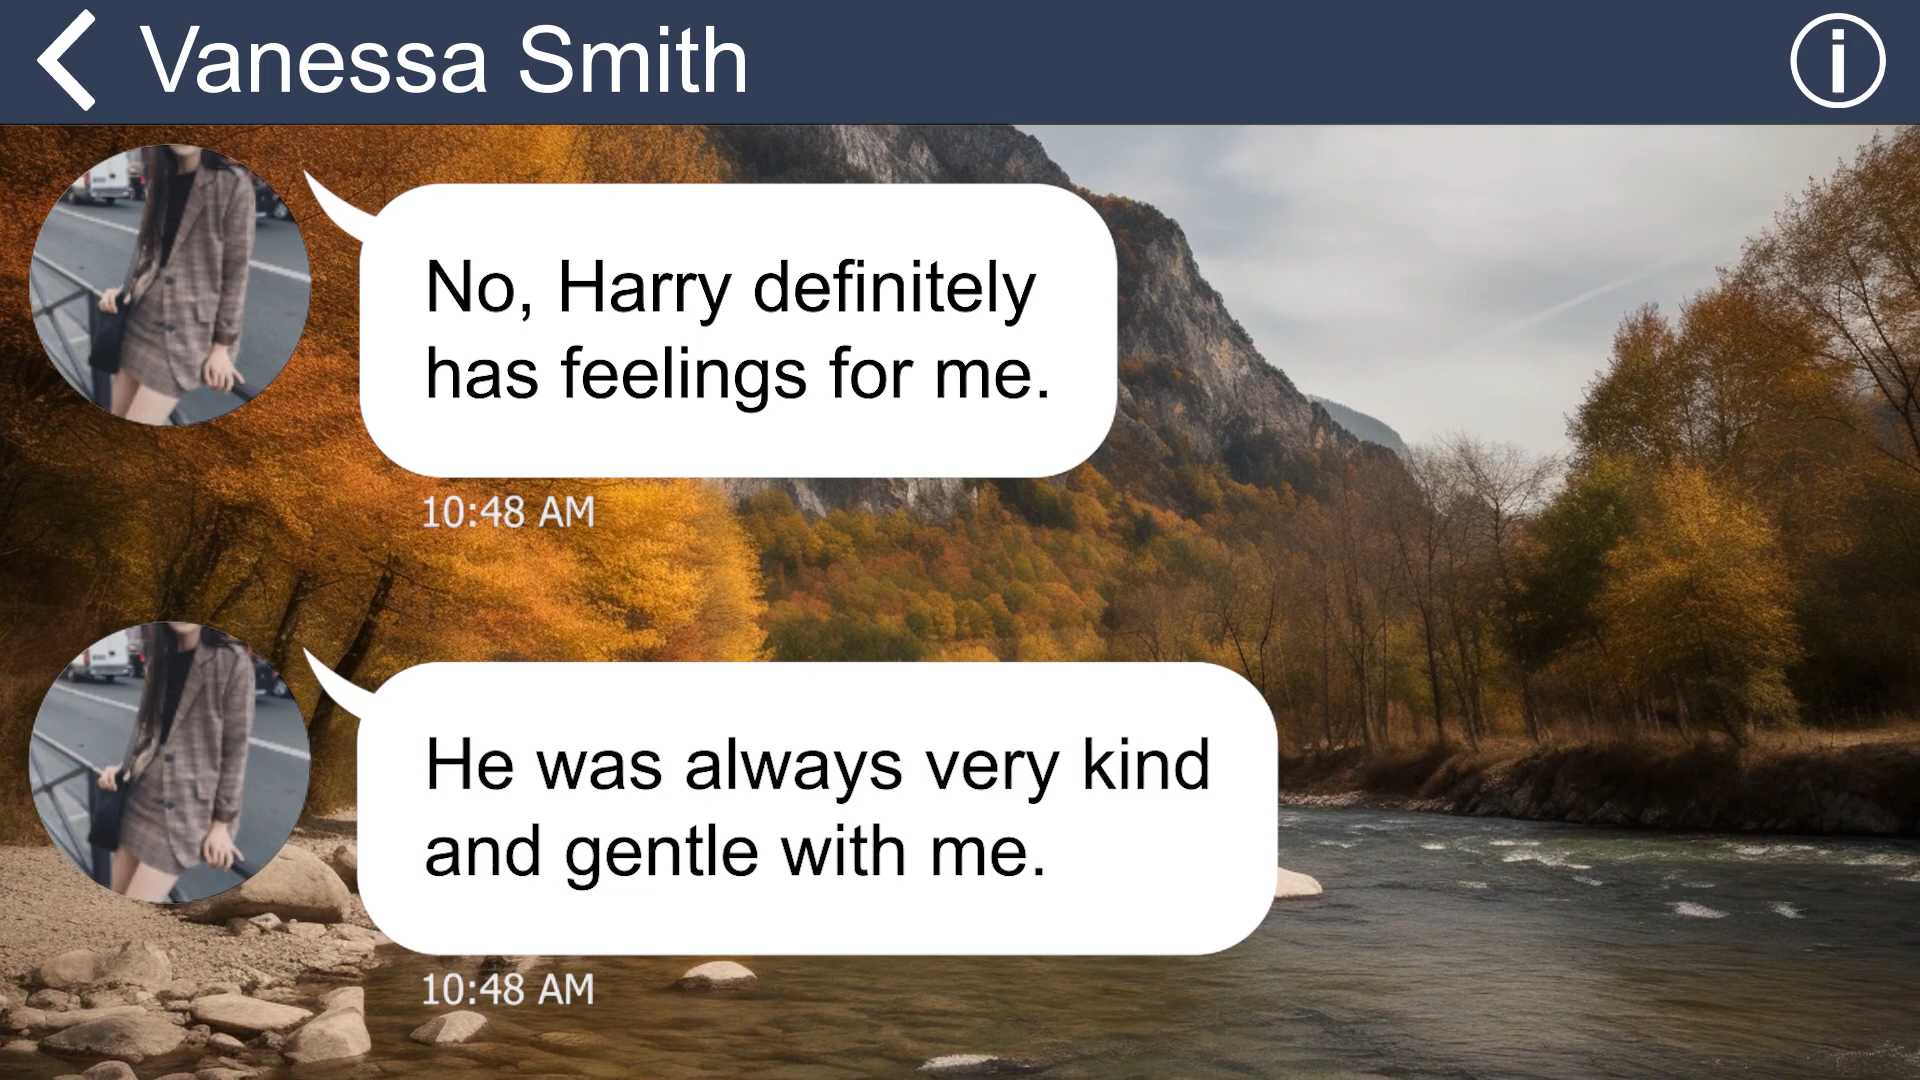 Vanessa Smith
No, Harry definitely
has feelings for me.
10:48 AM
He was always very kind
and gentle with me.
10:48 AM